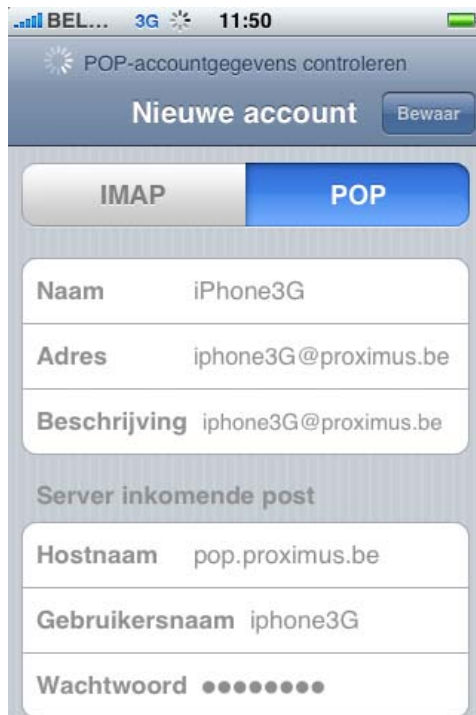 BEL... 3G 11:50
POP-accountgegevens controleren
Nieuwe account Bewaar
IMAP POP
Naam iPhone3G
Adres iphone3G@proximus.be
Beschrijving iphone3G@proximus.be
Server inkomende post
Hostnaam pop.proximus.be
Gebruikersnaam iphone3G
Wachtwoord ●●●●●●●●